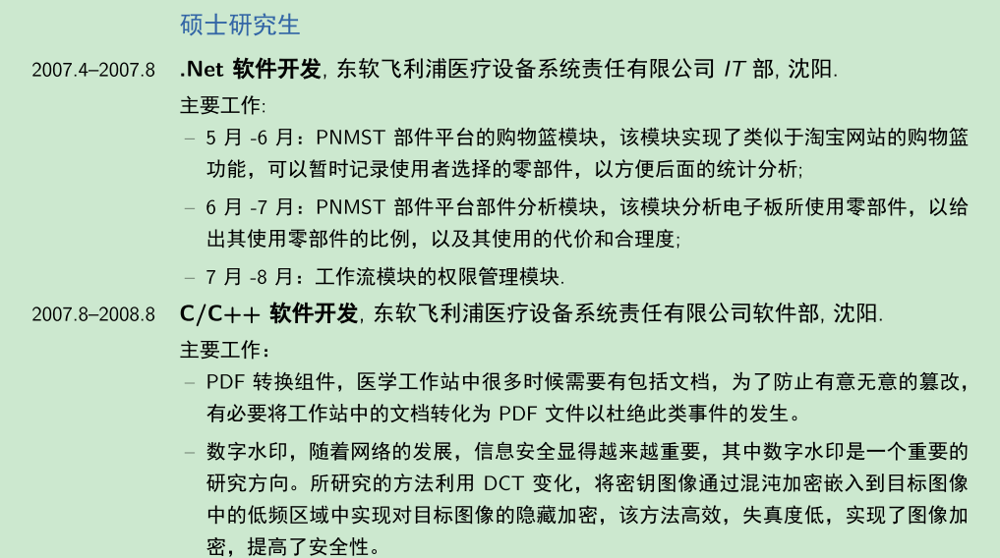 硕士研究生
2007.4–2007.8 .Net 软件开发, 东软飞利浦医疗设备系统责任有限公司 IT 部, 沈阳.
主要工作:
– 5 月 -6 月：PNMST 部件平台的购物篮模块，该模块实现了类似于淘宝网站的购物篮
功能，可以暂时记录使用者选择的零部件，以方便后面的统计分析;
– 6 月 -7 月：PNMST 部件平台部件分析模块，该模块分析电子板所使用零部件，以给
出其使用零部件的比例，以及其使用的代价和合理度;
– 7 月 -8 月：工作流模块的权限管理模块.
2007.8–2008.8 C/C++ 软件开发, 东软飞利浦医疗设备系统责任有限公司软件部, 沈阳.
主要工作：
– PDF 转换组件，医学工作站中很多时候需要有包括文档，为了防止有意无意的篡改，
有必要将工作站中的文档转化为 PDF 文件以杜绝此类事件的发生。
– 数字水印，随着网络的发展，信息安全显得越来越重要，其中数字水印是一个重要的
研究方向。所研究的方法利用 DCT 变化，将密钥图像通过混沌加密嵌入到目标图像
中的低频区域中实现对目标图像的隐藏加密，该方法高效，失真度低，实现了图像加
密，提高了安全性。